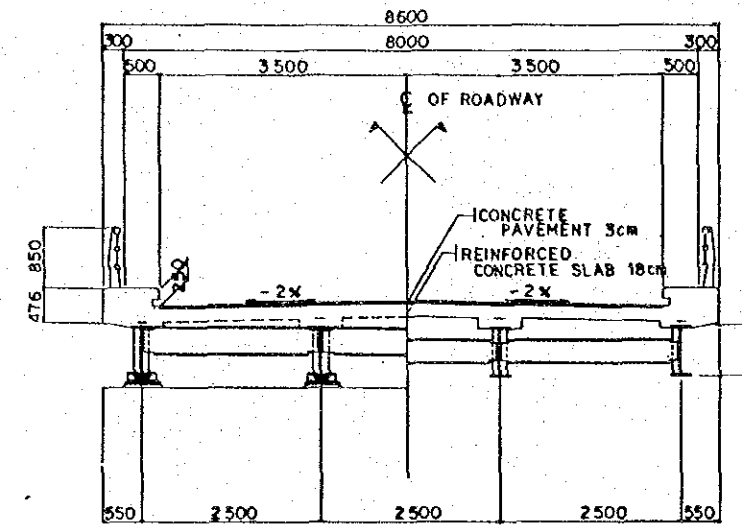 8600
300 8000 300
500 3500 3500 500
℄ OF ROADWAY
CONCRETE
PAVEMENT 3cm
REINFORCED
CONCRETE SLAB 18cm
850
250
476
-2% -2%
550 2500 2500 2500 550